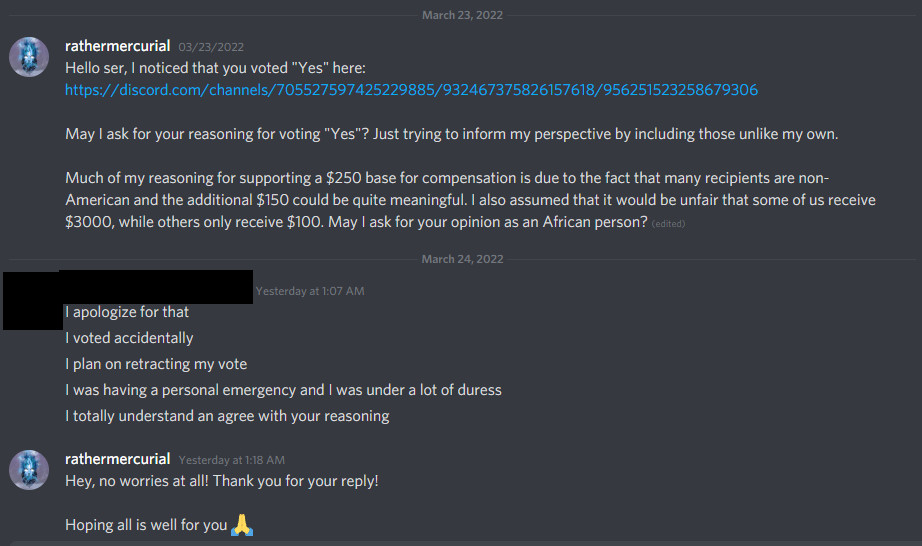 March 23, 2022
rathermercurial 03/23/2022
Hello ser, I noticed that you voted "Yes" here:
https://discord.com/channels/705527597425229885/932467375826157618/956251523258679306
May I ask for your reasoning for voting "Yes"? Just trying to inform my perspective by including those unlike my own.
Much of my reasoning for supporting a $250 base for compensation is due to the fact that many recipients are non-
American and the additional $150 could be quite meaningful. I also assumed that it would be unfair that some of us receive
$3000, while others only receive $100. May I ask for your opinion as an African person? (edited)
March 24, 2022
Yesterday at 1:07 AM
I apologize for that
I voted accidentally
I plan on retracting my vote
I was having a personal emergency and I was under a lot of duress
I totally understand an agree with your reasoning
rathermercurial Yesterday at 1:18 AM
Hey, no worries at all! Thank you for your reply!
Hoping all is well for you 🙏